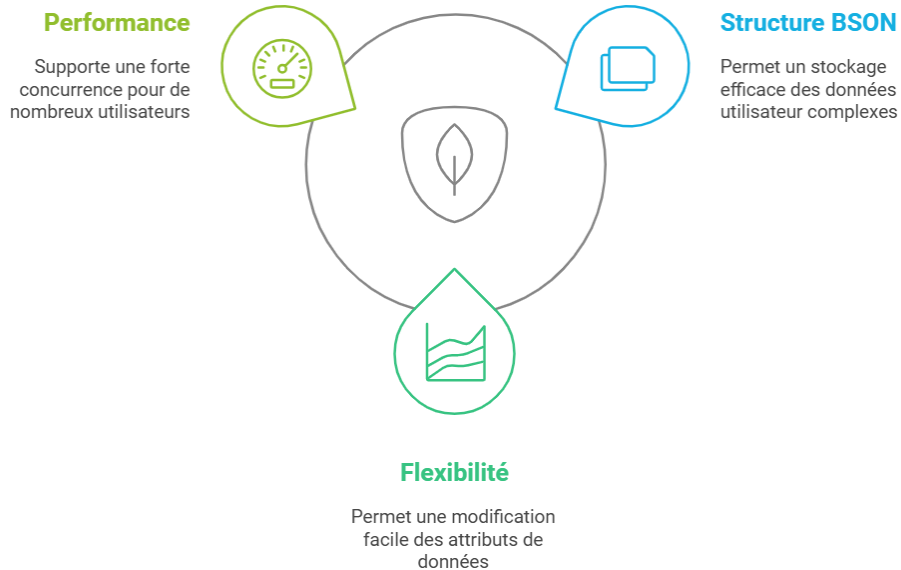 Performance
Supporte une forte
concurrence pour de
nombreux utilisateurs
Structure BSON
Permet un stockage
efficace des données
utilisateur complexes
Flexibilité
Permet une modification
facile des attributs de
données